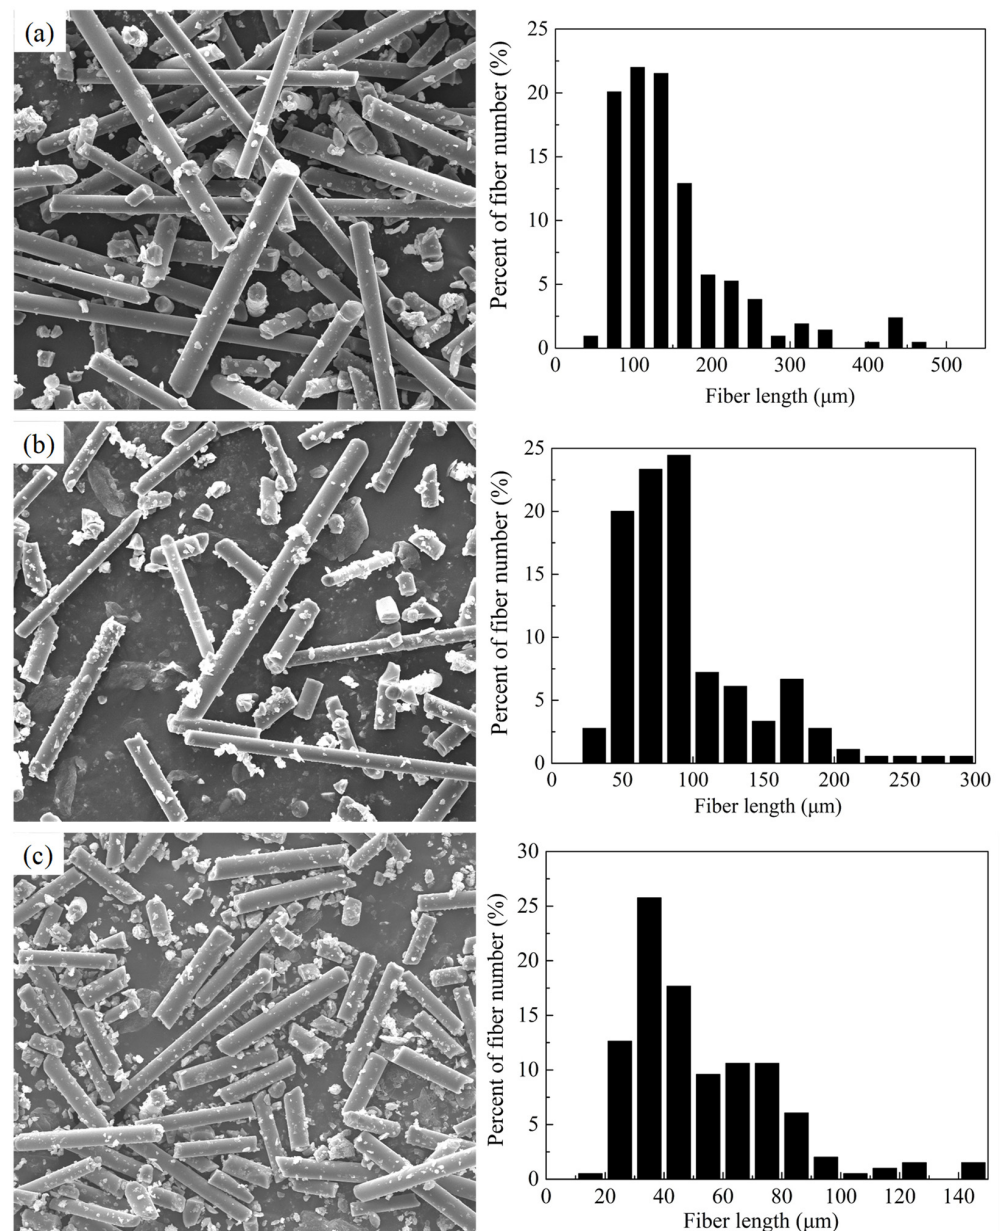 (a)
25
20
15
10
5
0
Percent of fiber number (%)
0 100 200 300 400 500
Fiber length (μm)
(b)
25
20
15
10
5
0
Percent of fiber number (%)
0 50 100 150 200 250 300
Fiber length (μm)
(c)
30
25
20
15
10
5
0
Percent of fiber number (%)
0 20 40 60 80 100 120 140
Fiber length (μm)